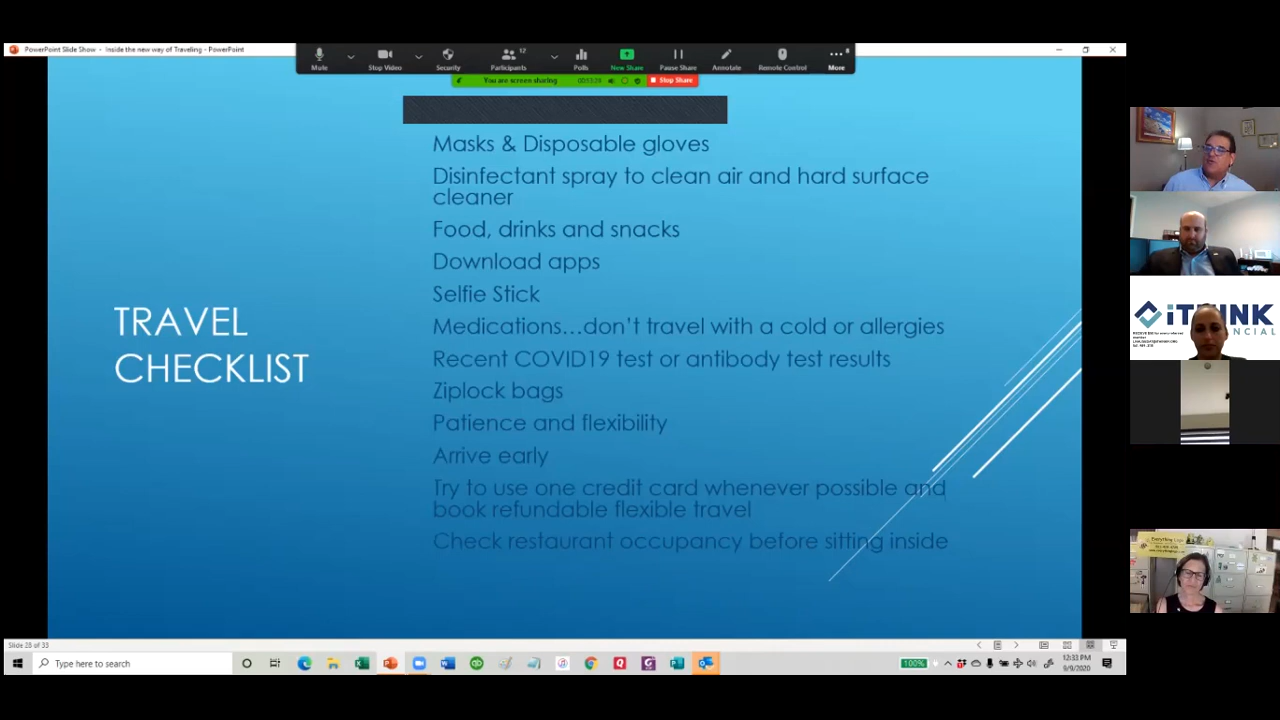 PowerPoint Slide Show - Inside the new way of Traveling - PowerPoint
Mute
Stop Video
Security
Participants
12
Polls
New Share
Pause Share
Annotate
Remote Control
More
You are screen sharing
Stop Share
Masks & Disposable gloves
Disinfectant spray to clean air and hard surface
cleaner
Food, drinks and snacks
Download apps
Selfie Stick
Medications…don’t travel with a cold or allergies
TRAVEL
CHECKLIST
Recent COVID19 test or antibody test results
Ziplock bags
Patience and flexibility
Arrive early
Try to use one credit card whenever possible and
book refundable flexible travel
Check restaurant occupancy before sitting inside
Slide 28 of 33
Type here to search
100%
12:33 PM
9/9/2020